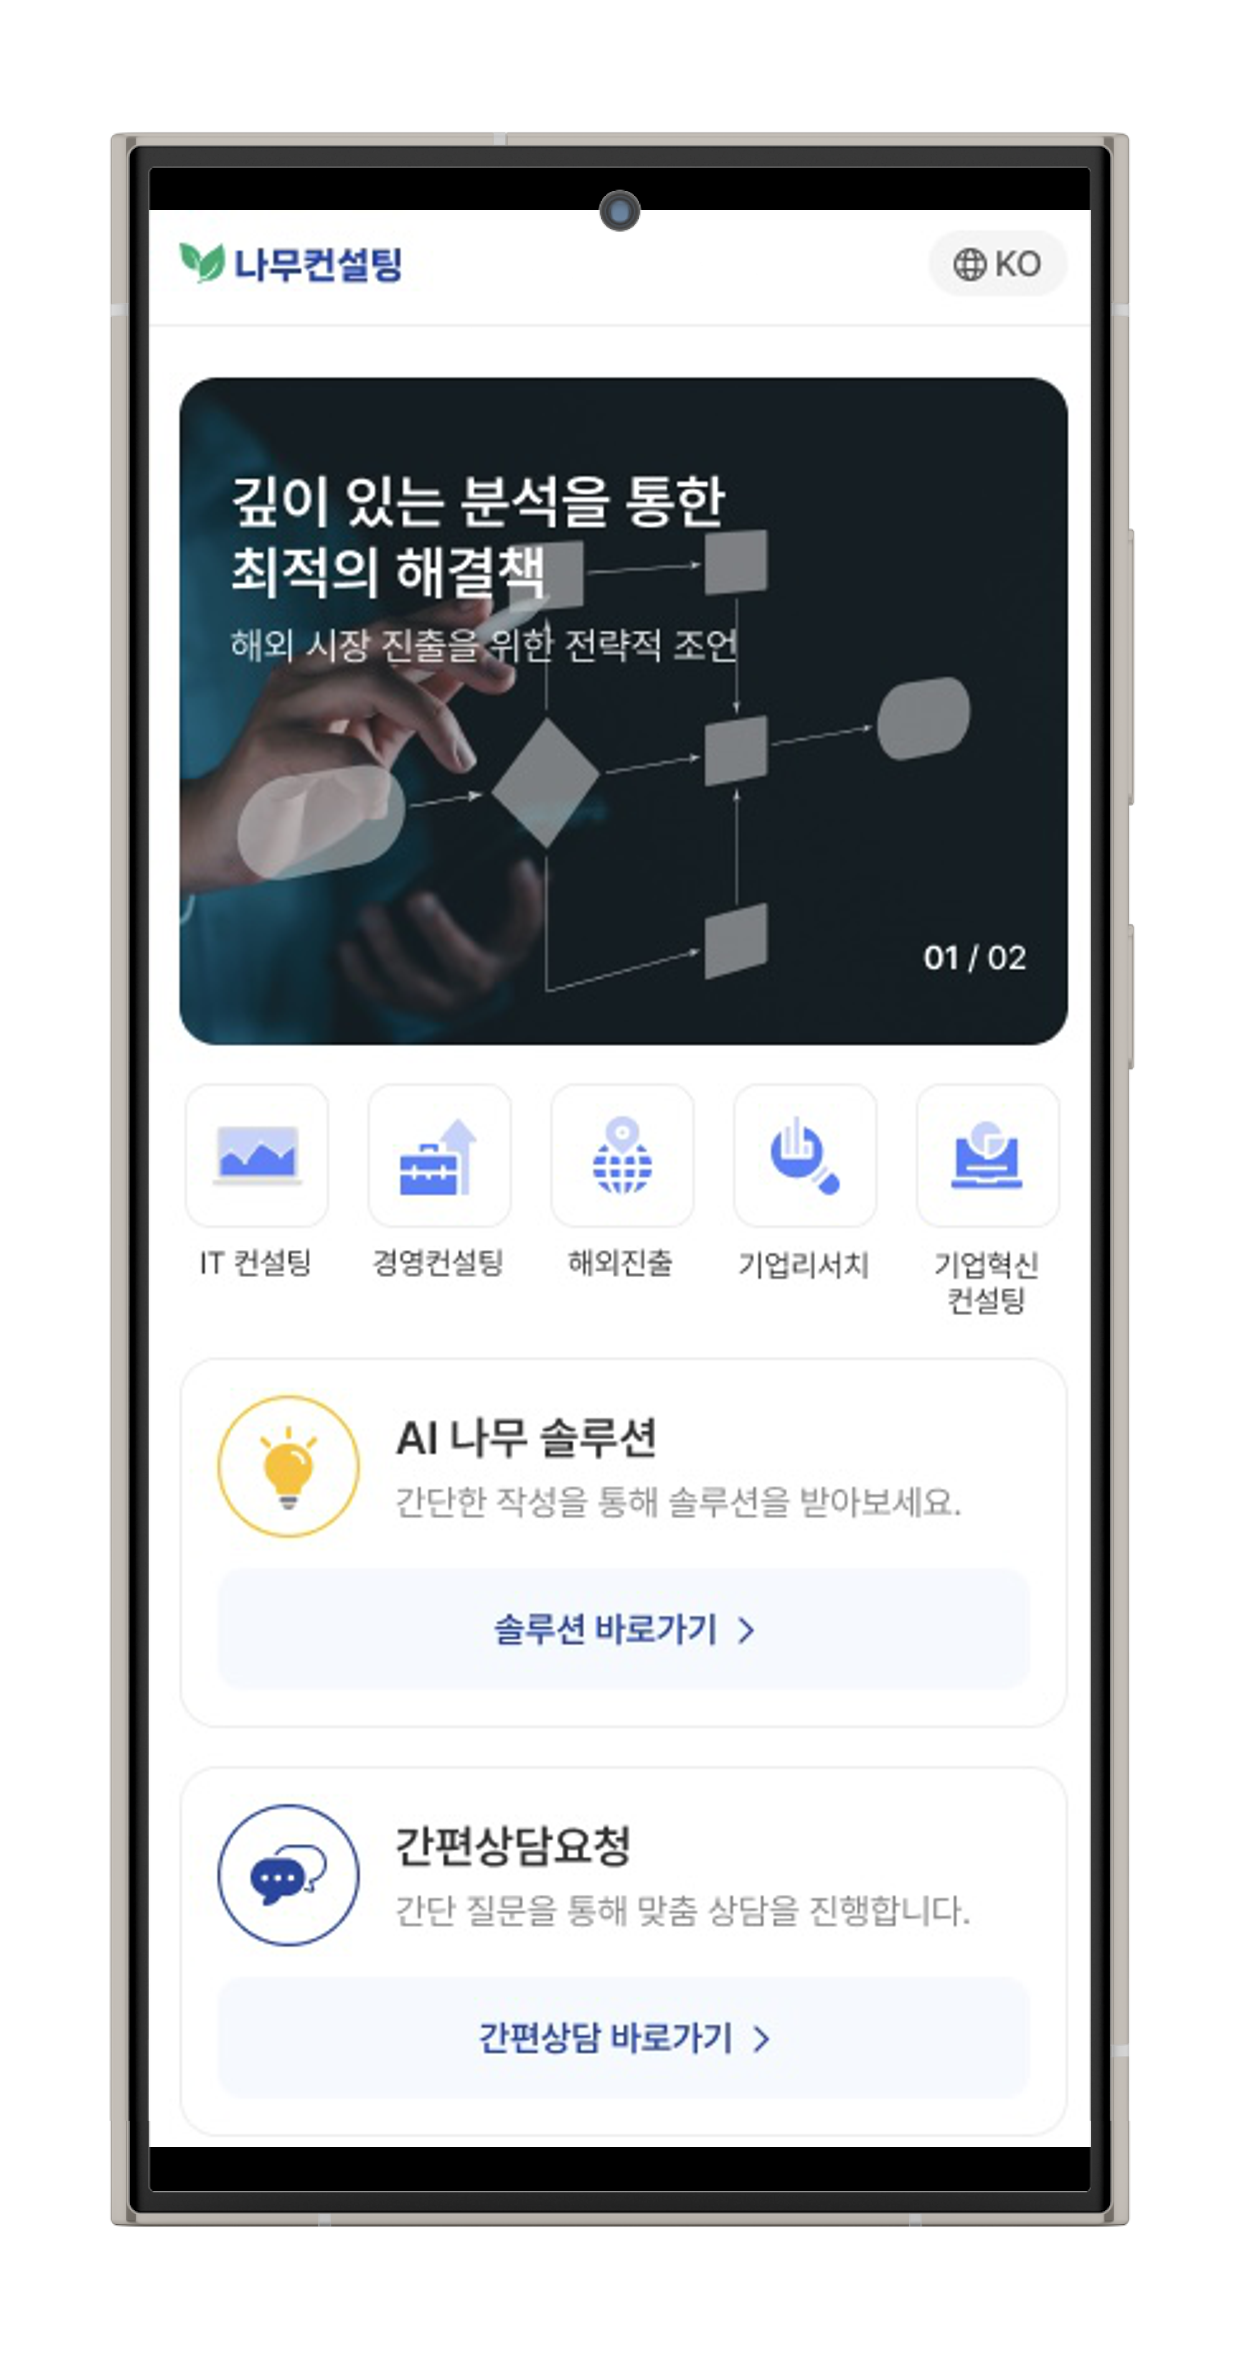 나무컨설팅
KO
깊이 있는 분석을 통한
최적의 해결책
해외 시장 진출을 위한 전략적 조언
01 / 02
IT 컨설팅
경영컨설팅
해외진출
기업리서치
기업혁신
컨설팅
AI 나무 솔루션
간단한 작성을 통해 솔루션을 받아보세요.
솔루션 바로가기 >
간편상담요청
간단 질문을 통해 맞춤 상담을 진행합니다.
간편상담 바로가기 >